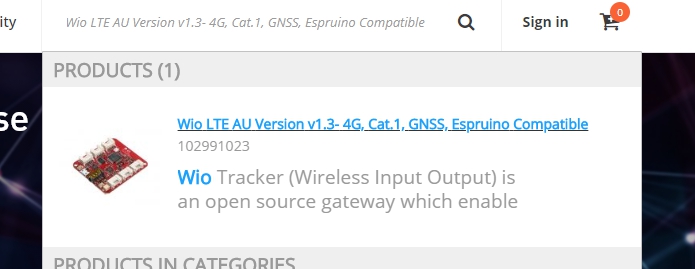 ity
Wio LTE AU Version v1.3- 4G, Cat.1, GNSS, Espruino Compatible
Sign in
0
PRODUCTS (1)
se
Wio LTE AU Version v1.3- 4G, Cat.1, GNSS, Espruino Compatible
102991023
Wio Tracker (Wireless Input Output) is
an open source gateway which enable
PRODUCTS IN CATEGORIES